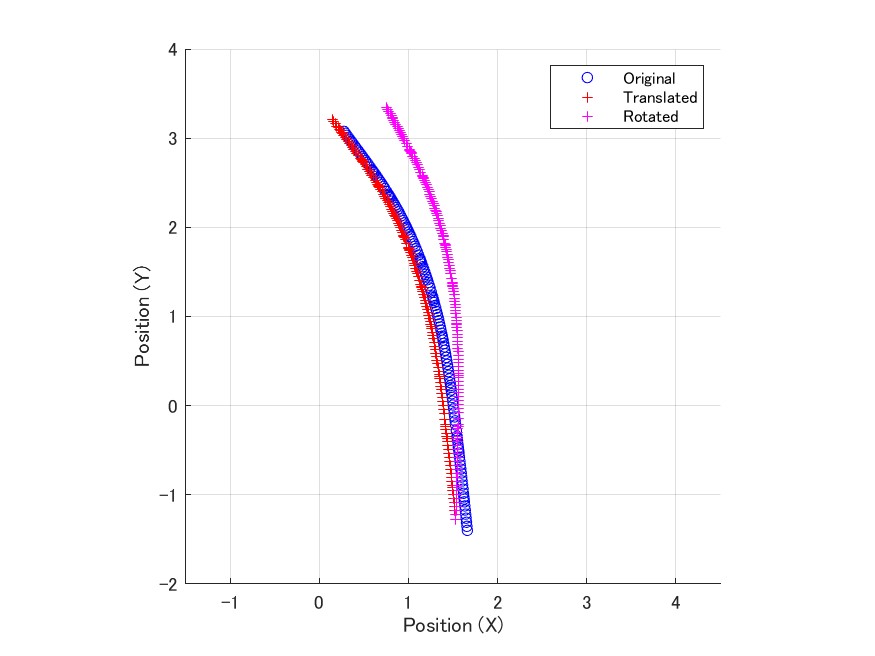 4
3
2
1
0
-1
-2
Position (Y)
-1
0
1
2
3
4
Position (X)
Original
Translated
Rotated